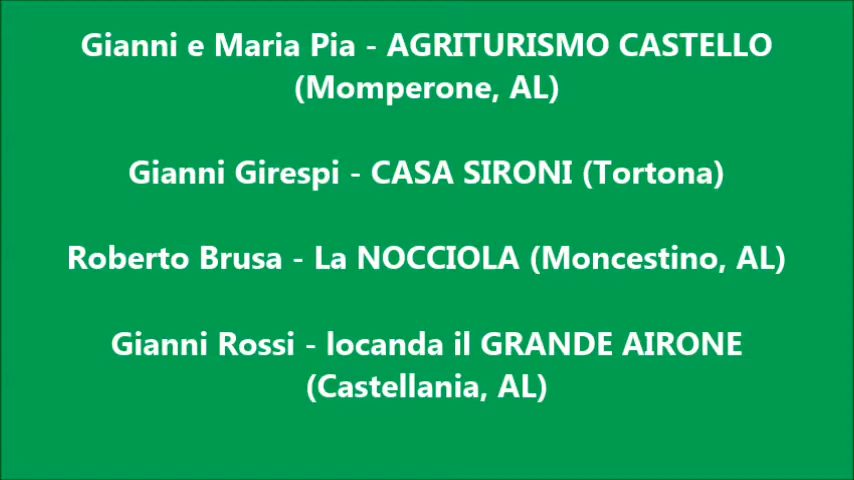 Gianni e Maria Pia - AGRITURISMO CASTELLO
(Momperone, AL)
Gianni Girespi - CASA SIRONI (Tortona)
Roberto Brusa - La NOCCIOLA (Moncestino, AL)
Gianni Rossi - locanda il GRANDE AIRONE
(Castellania, AL)